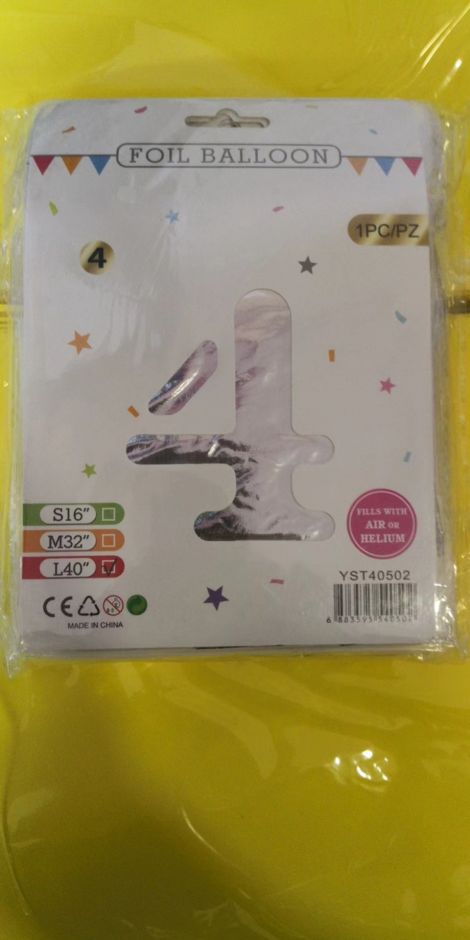 FOIL BALLOON
1PC/PZ
4
S16"
M32"
L40"
FILLS WITH
AIR OR
HELIUM
YST40502
CE
MADE IN CHINA